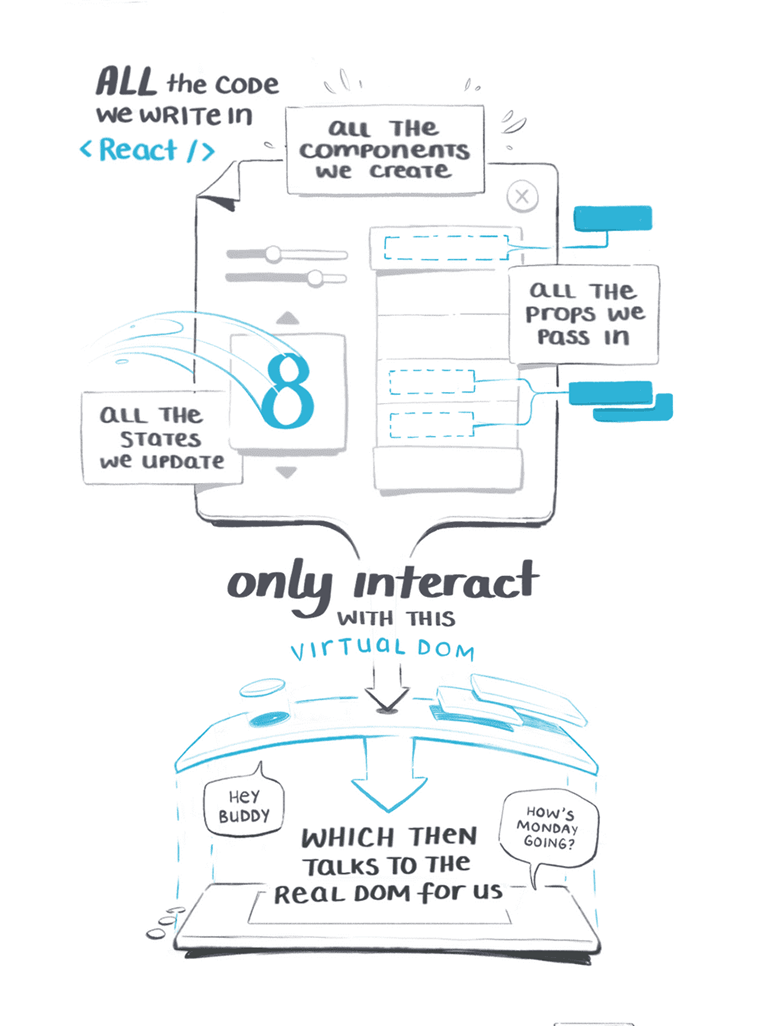 ALL the CODE
we WRITE in
< React />
all THE
components
we create
all THE
PROPS we
PASS in
8
all THE
STATES
we UPDATE
only interact
WITH THIS
VIRTUAL DOM
HEY
BUDDY
HOW'S
MONDAY
GOING?
WHICH THEN
TALKS TO THE
Real DOM for us